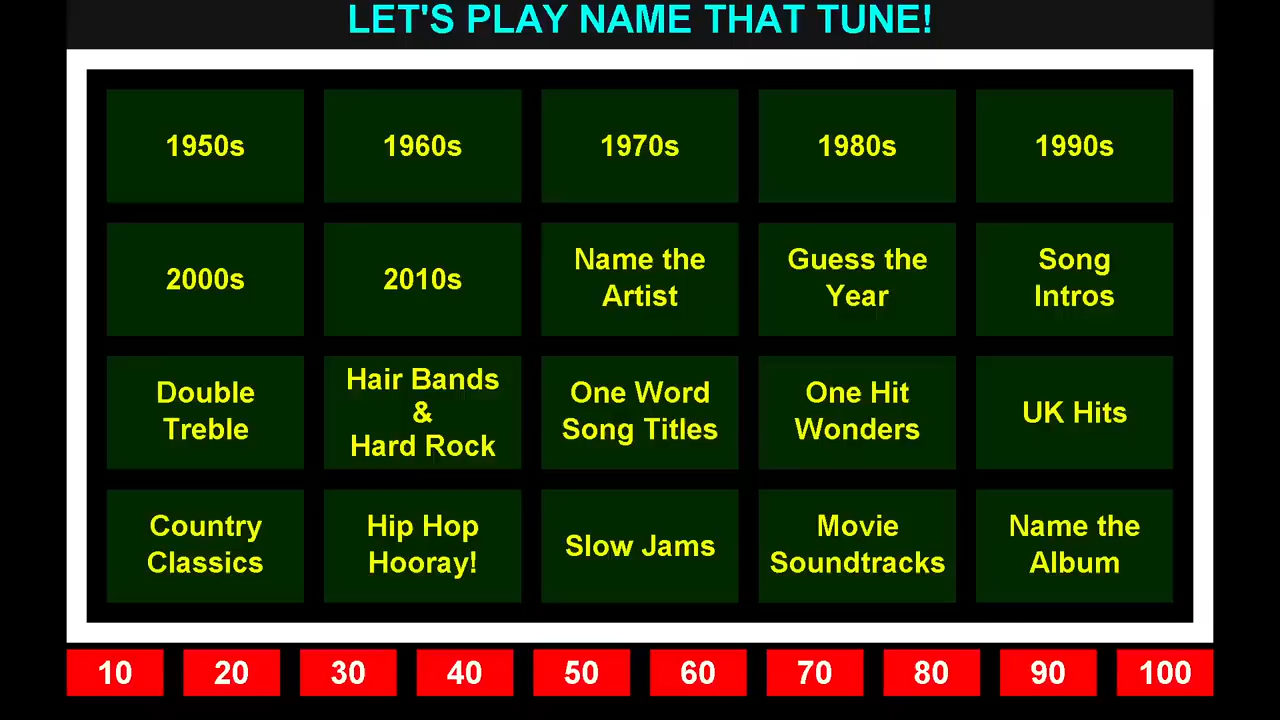 LET'S PLAY NAME THAT TUNE!
1950s
1960s
1970s
1980s
1990s
2000s
2010s
Name the
Artist
Guess the
Year
Song
Intros
Double
Treble
Hair Bands
&
Hard Rock
One Word
Song Titles
One Hit
Wonders
UK Hits
Country
Classics
Hip Hop
Hooray!
Slow Jams
Movie
Soundtracks
Name the
Album
10
20
30
40
50
60
70
80
90
100